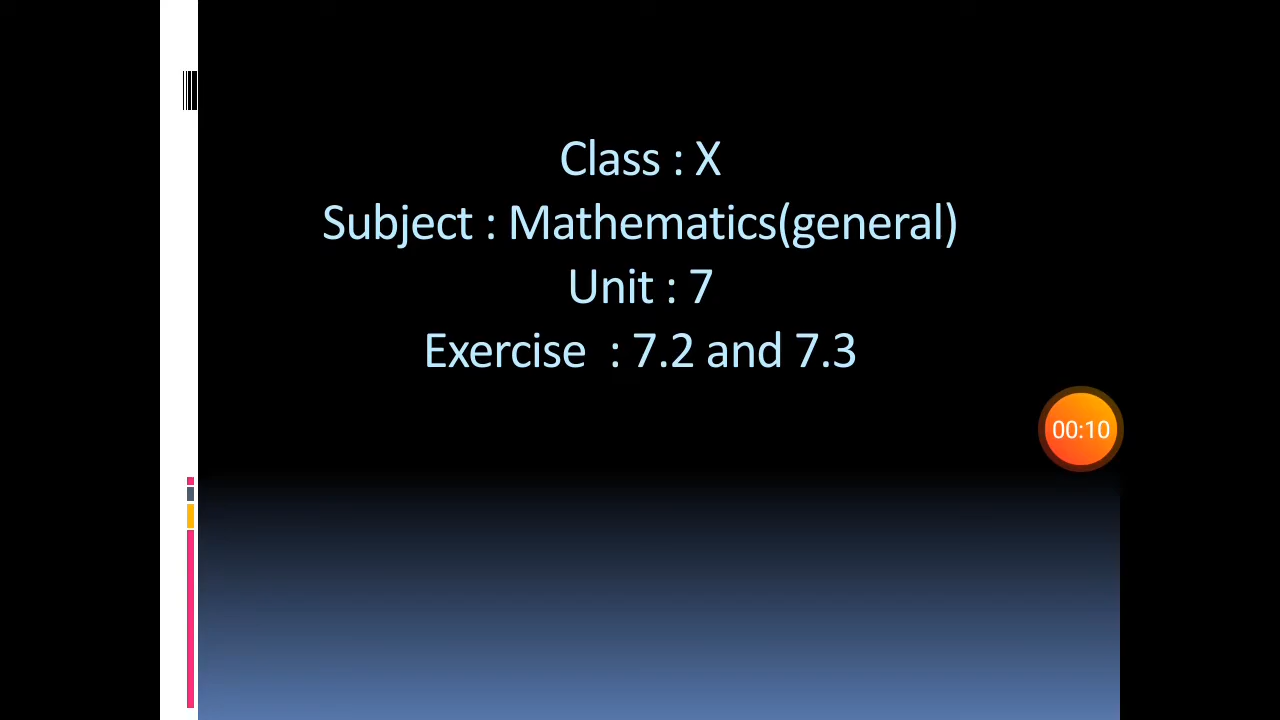 Class : X
Subject : Mathematics(general)
Unit : 7
Exercise  : 7.2 and 7.3
00:10